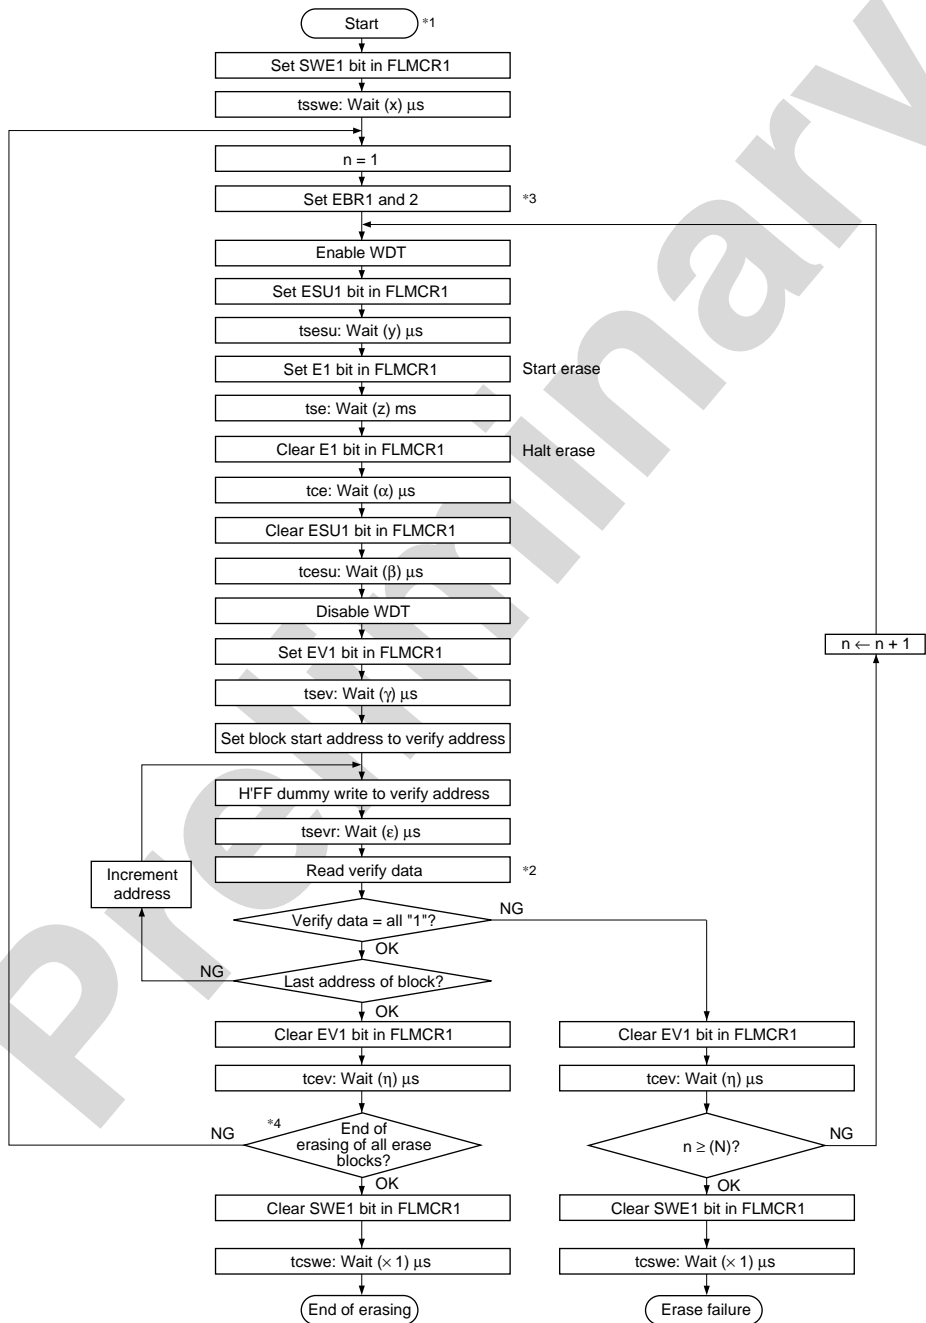 Start *1
Set SWE1 bit in FLMCR1
tsswe: Wait (x) μs
n = 1
Set EBR1 and 2 *3
Enable WDT
Set ESU1 bit in FLMCR1
tsesu: Wait (y) μs
Set E1 bit in FLMCR1 Start erase
tse: Wait (z) ms
Clear E1 bit in FLMCR1 Halt erase
tce: Wait (α) μs
Clear ESU1 bit in FLMCR1
tcesu: Wait (β) μs
Disable WDT
n ← n + 1
Set EV1 bit in FLMCR1
tsev: Wait (γ) μs
Set block start address to verify address
H'FF dummy write to verify address
tsevr: Wait (ε) μs
Read verify data *2
Increment
address
Verify data = all "1"? NG
OK
NG Last address of block?
OK
Clear EV1 bit in FLMCR1 Clear EV1 bit in FLMCR1
tcev: Wait (η) μs tcev: Wait (η) μs
NG *4
End of
erasing of all erase
blocks?
n ≥ (N)? NG
OK OK
Clear SWE1 bit in FLMCR1 Clear SWE1 bit in FLMCR1
tcswe: Wait (× 1) μs tcswe: Wait (× 1) μs
End of erasing Erase failure
Preliminary